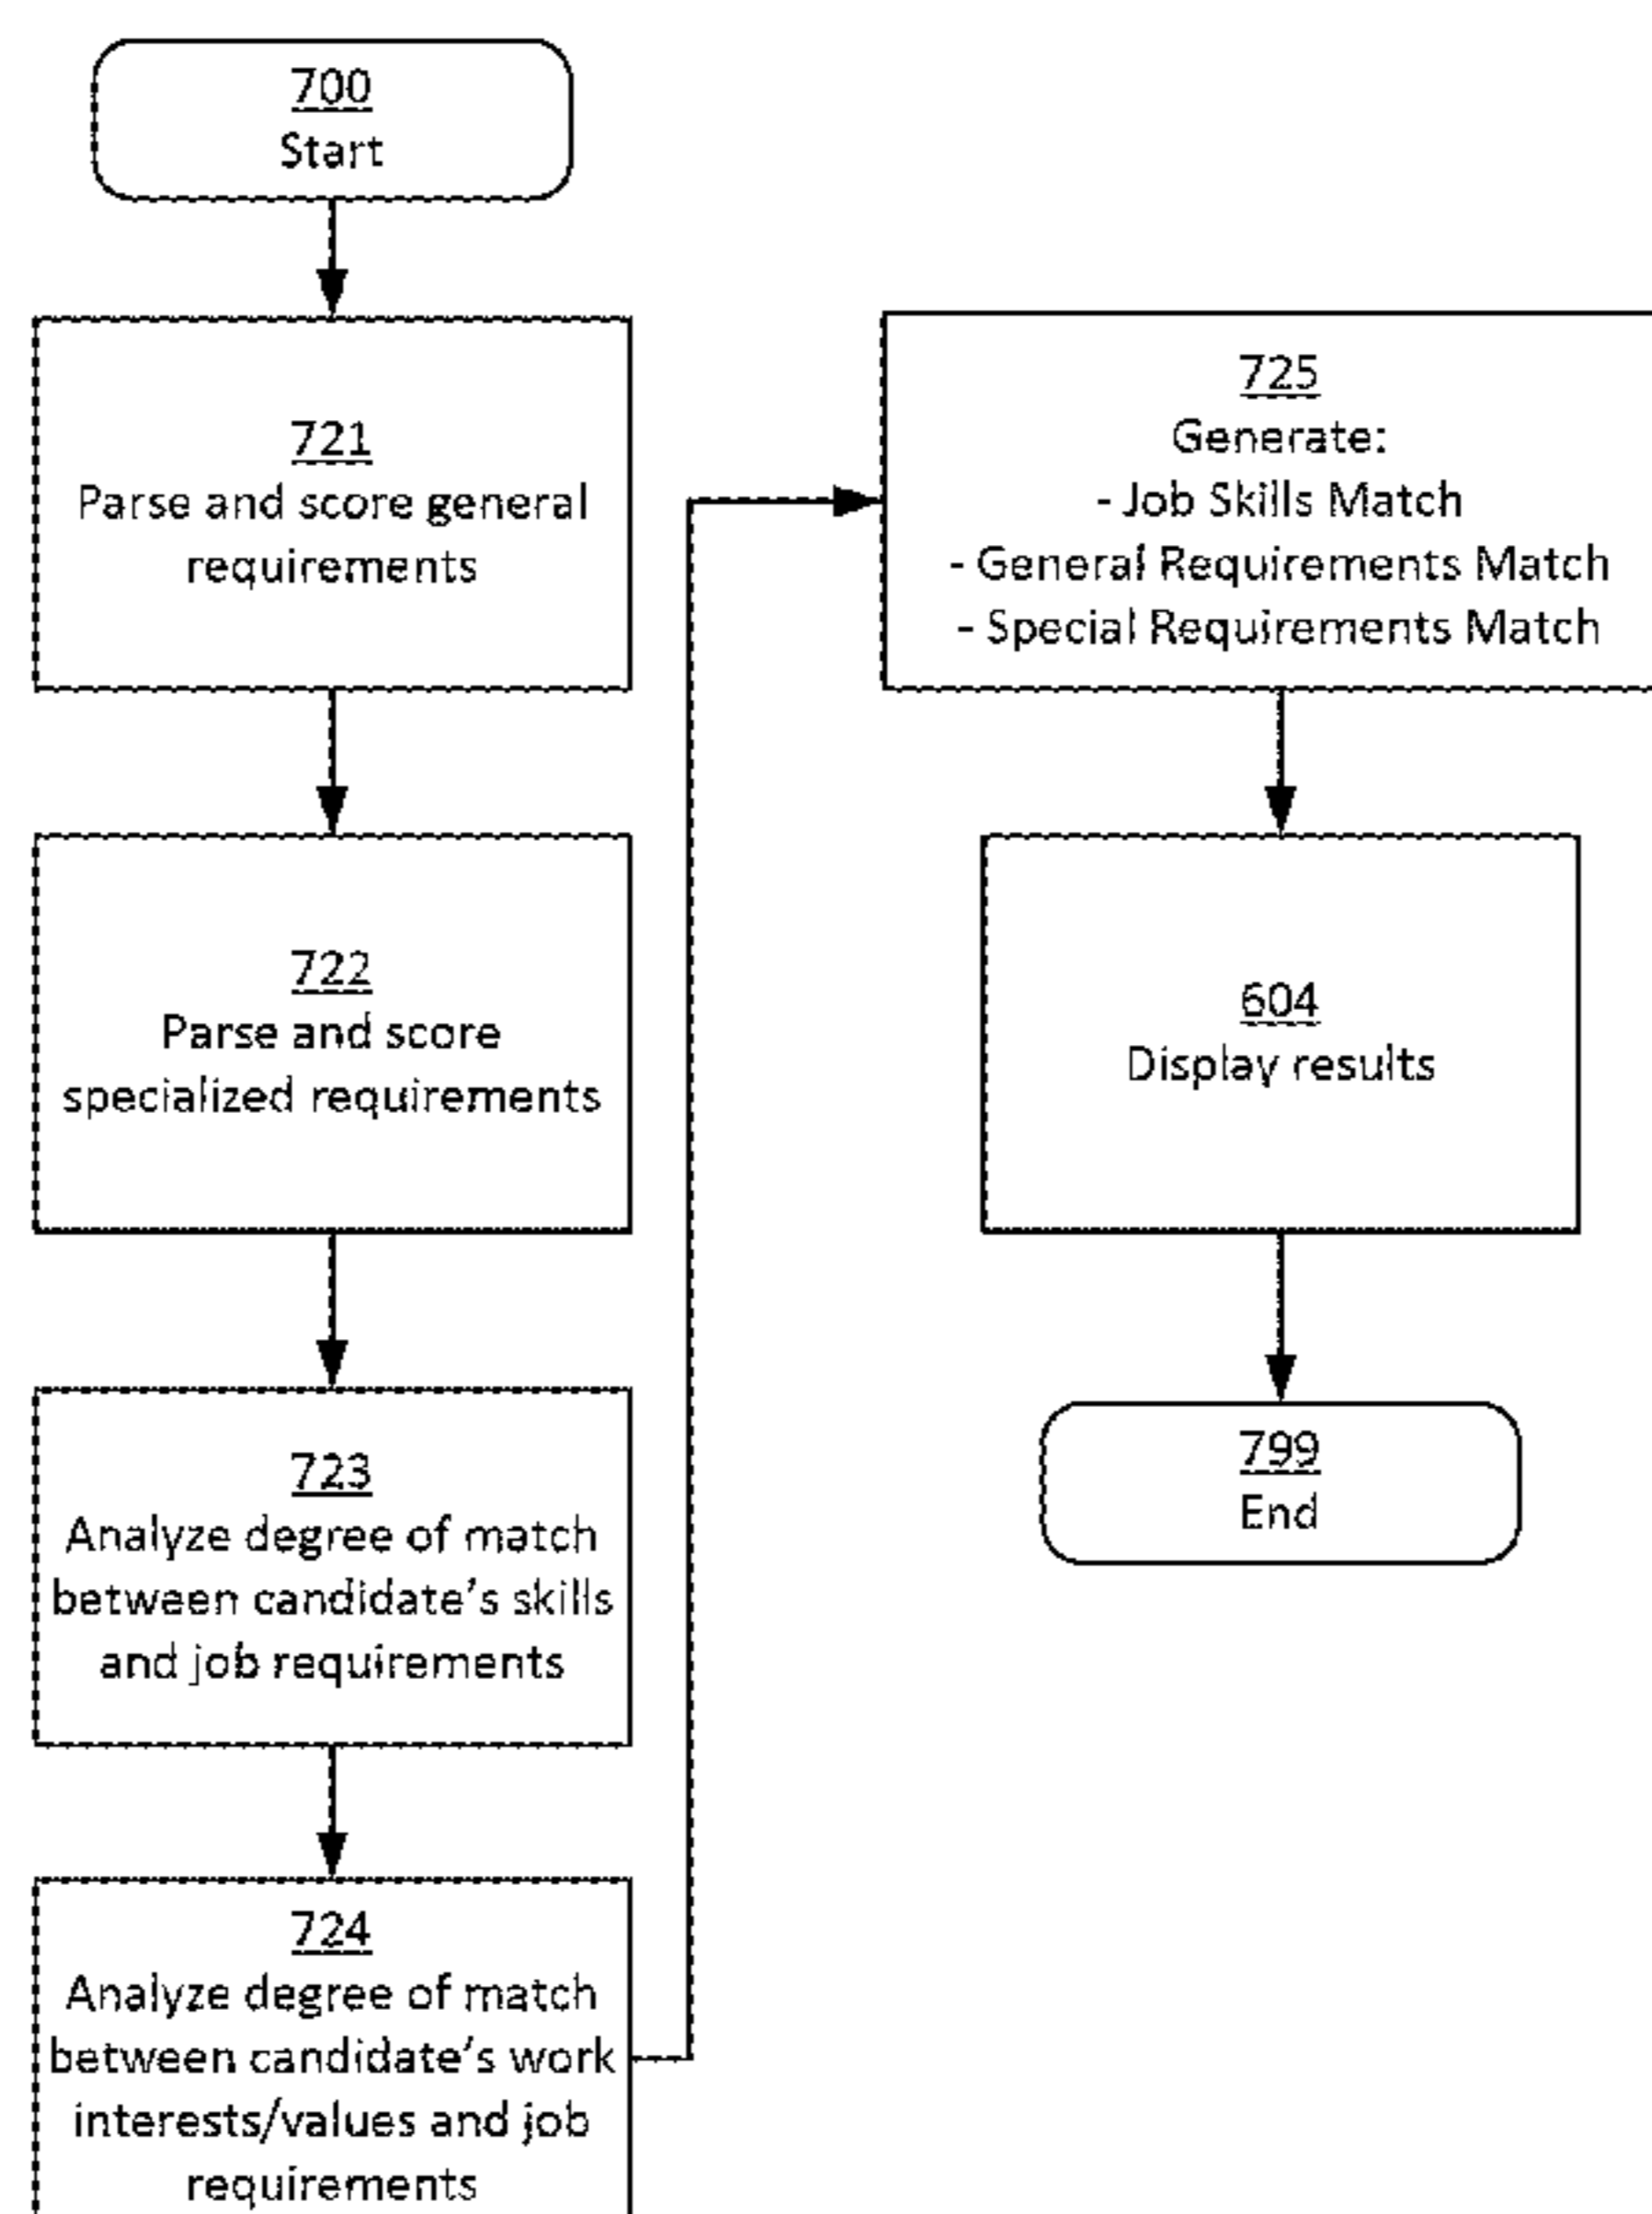 700
Start
721
Parse and score general
requirements
722
Parse and score
specialized requirements
723
Analyze degree of match
between candidate's skills
and job requirements
724
Analyze degree of match
between candidate's work
interests/values and job
requirements
725
Generate:
- Job Skills Match
- General Requirements Match
- Special Requirements Match
604
Display results
799
End